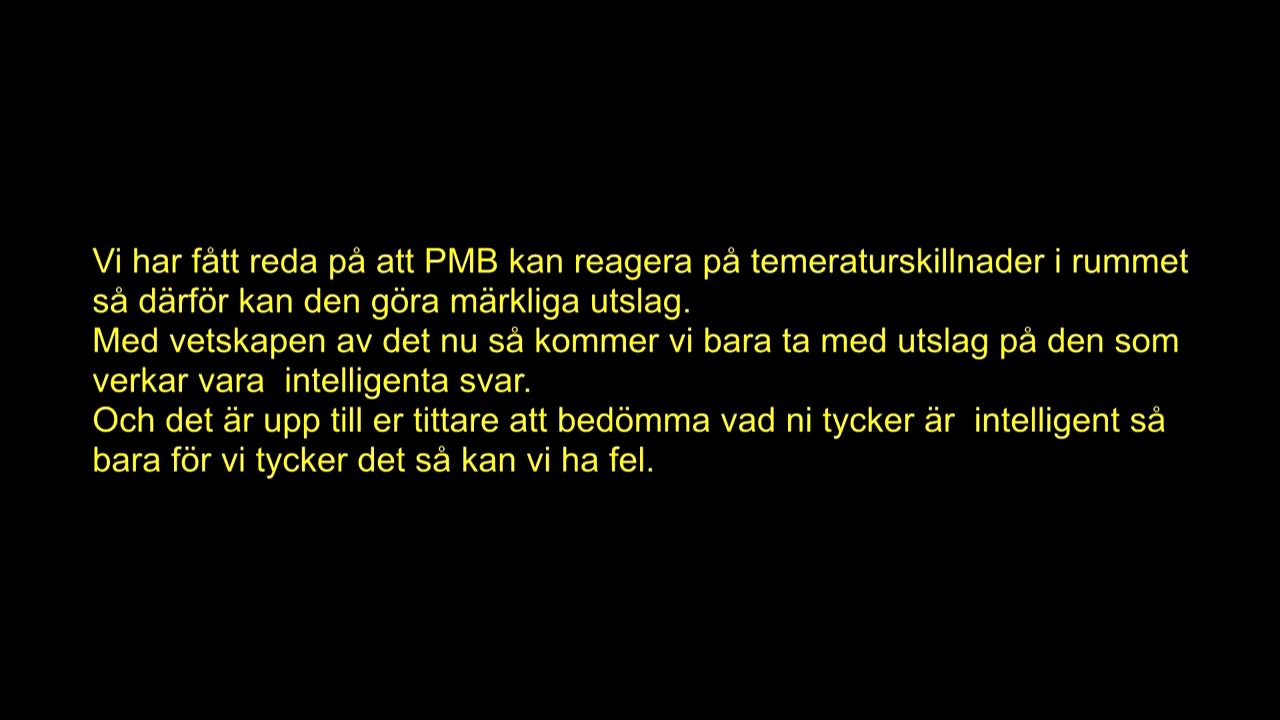 Vi har fått reda på att PMB kan reagera på temeraturskillnader i rummet
så därför kan den göra märkliga utslag.
Med vetskapen av det nu så kommer vi bara ta med utslag på den som
verkar vara  intelligenta svar.
Och det är upp till er tittare att bedömma vad ni tycker är  intelligent så
bara för vi tycker det så kan vi ha fel.